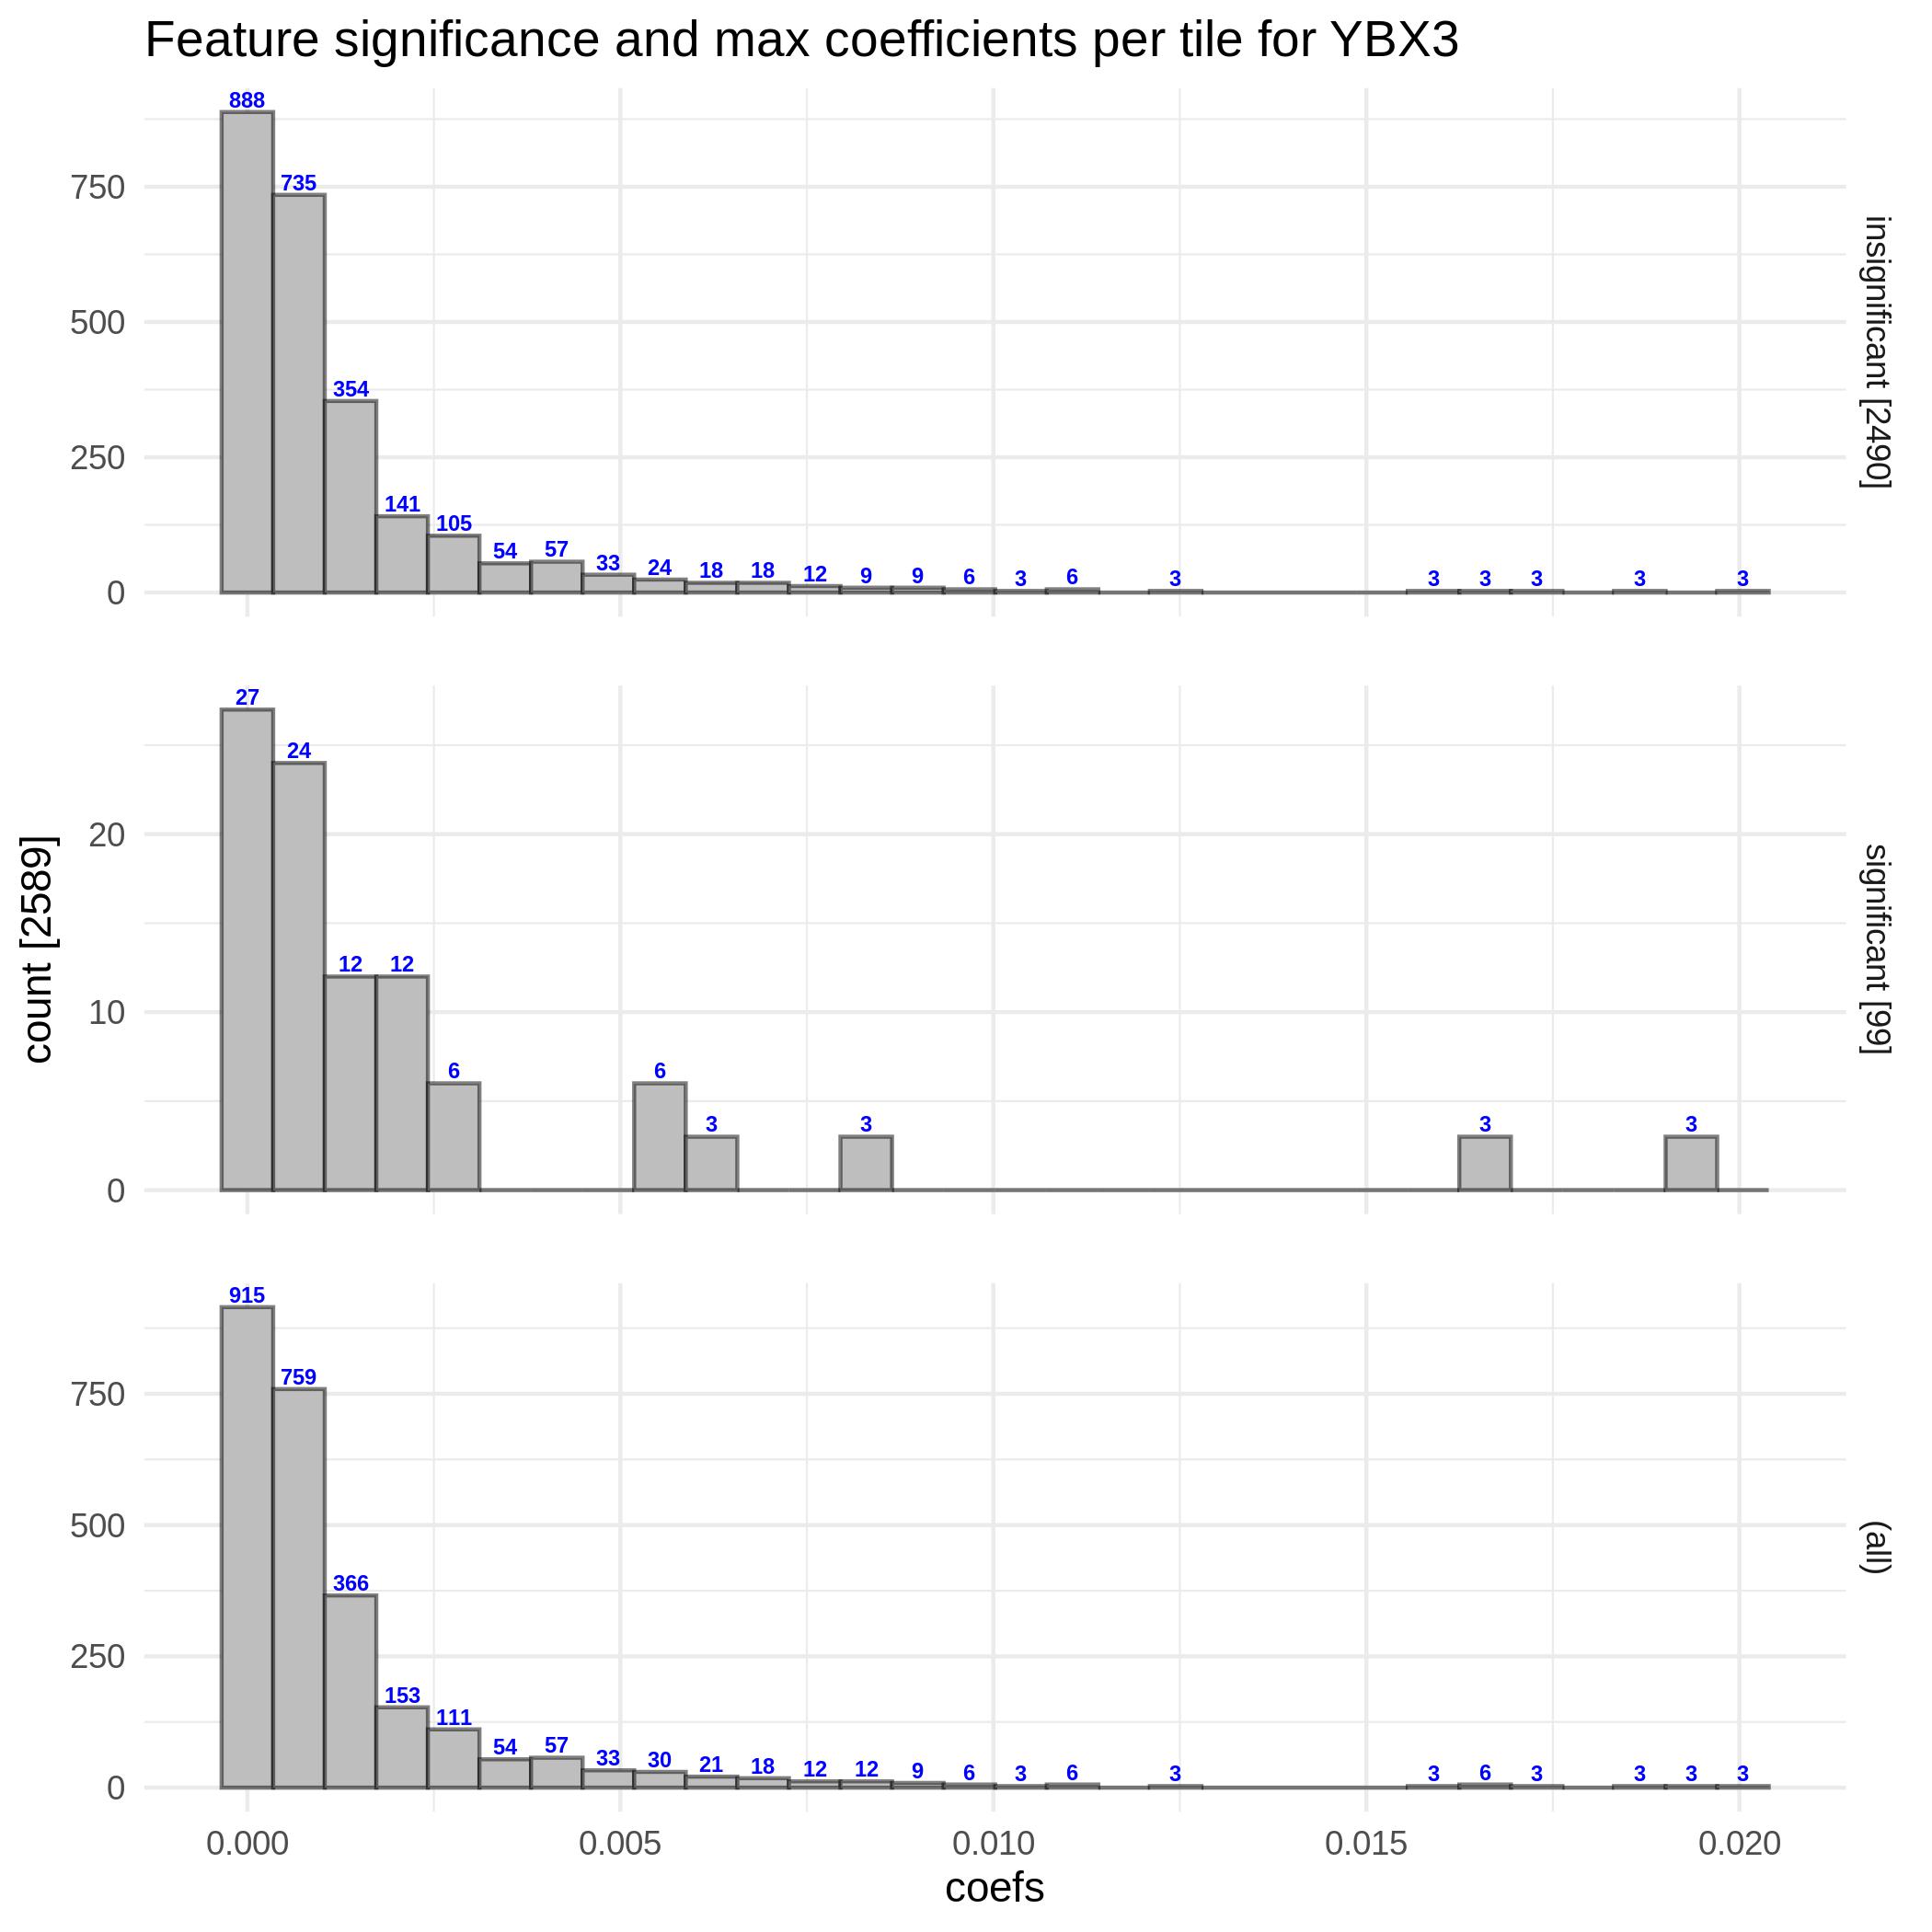 Feature significance and max coefficients per tile for YBX3
888
735
750
insignificant [2490]
500
354
250
141
105
54 57 33 24 18 18 12 9 9 6 3 6 3 3 3 3 3 3
0
27
24
20
count [2589]
significant [99]
12 12
10
6 6
3 3 3 3
0
915
759
750
500
(all)
366
250
153
111
54 57 33 30 21 18 12 12 9 6 3 6 3 3 6 3 3 3 3
0
0.000 0.005 0.010 0.015 0.020
coefs